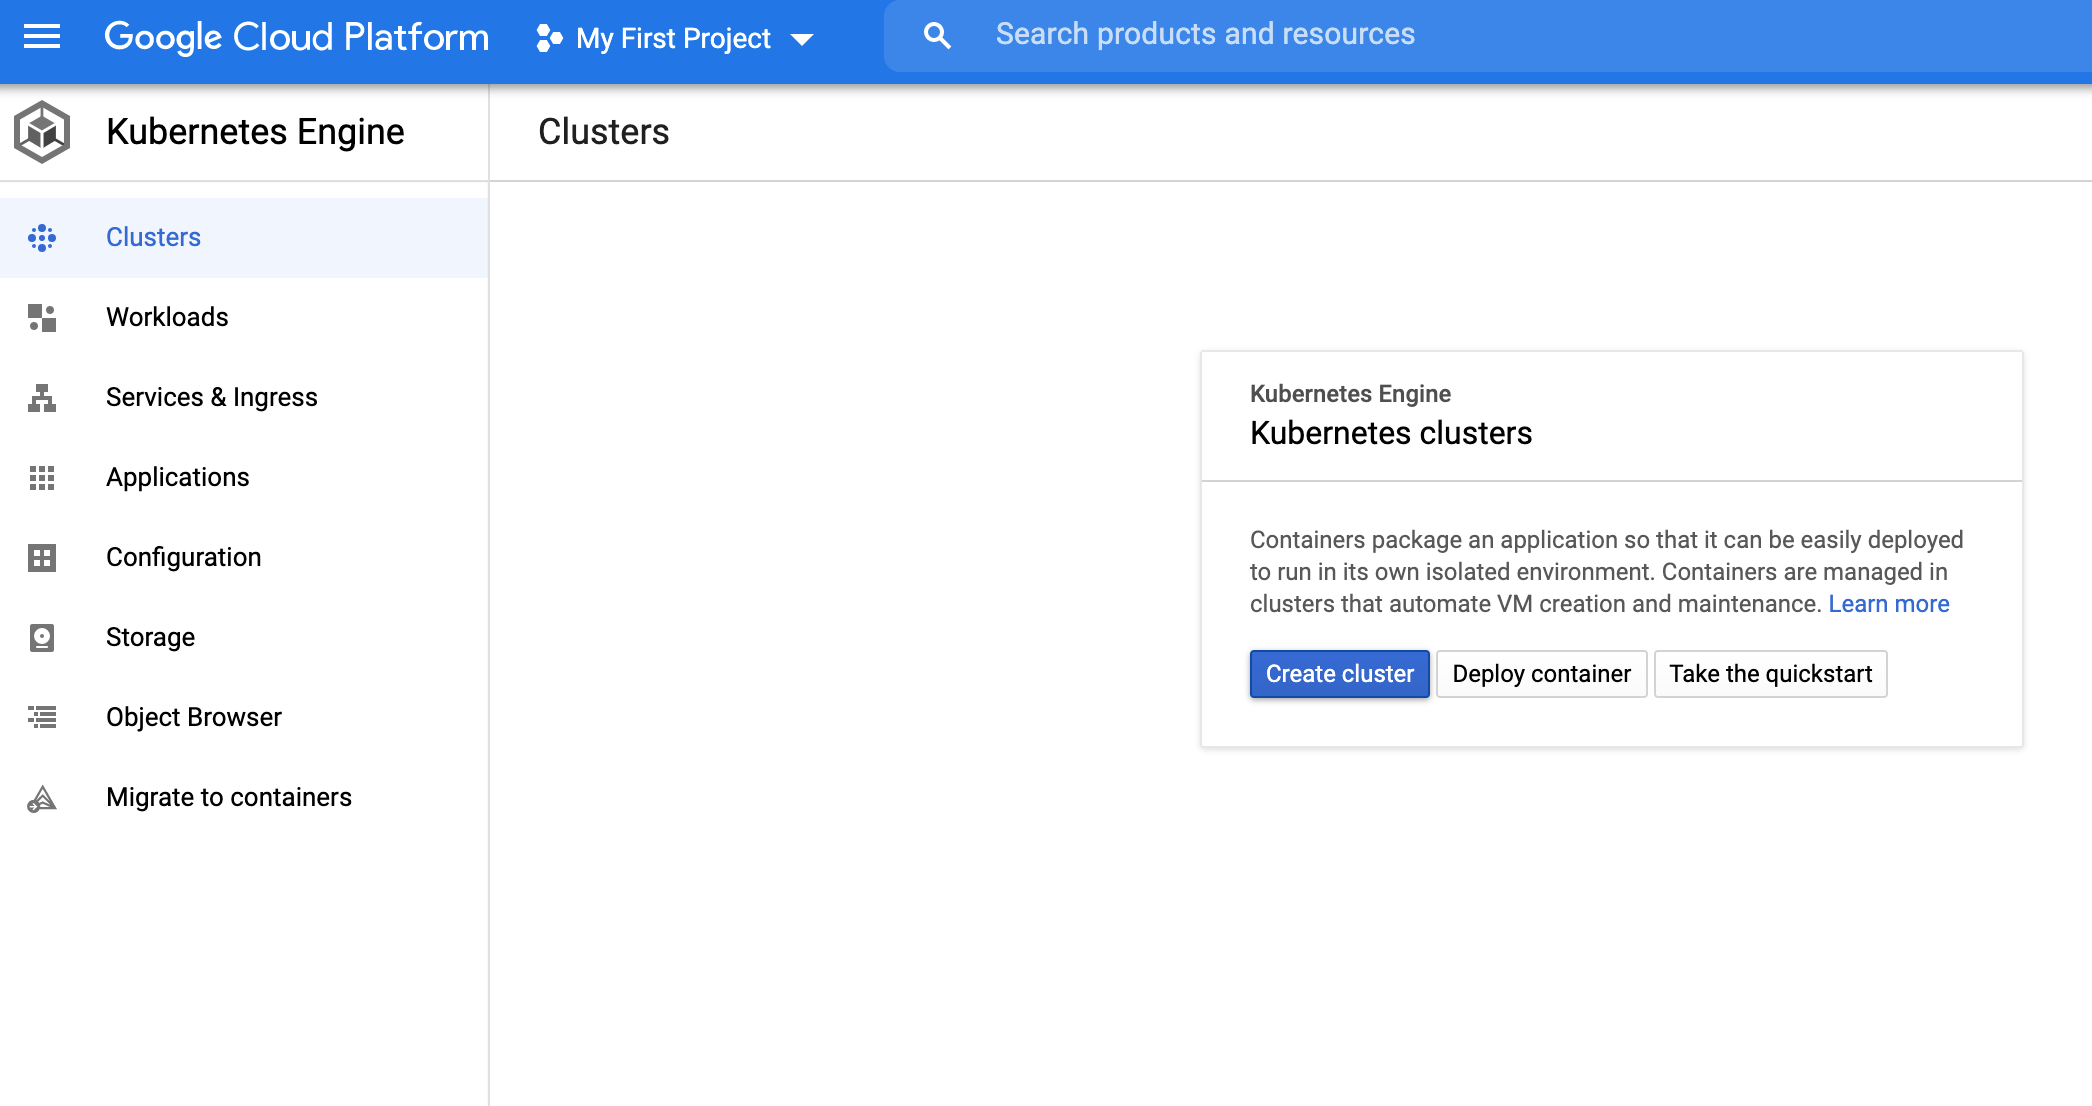 Google Cloud Platform
My First Project
Search products and resources
Kubernetes Engine
Clusters
Clusters
Workloads
Services & Ingress
Applications
Configuration
Storage
Object Browser
Migrate to containers
Kubernetes Engine
Kubernetes clusters
Containers package an application so that it can be easily deployed
to run in its own isolated environment. Containers are managed in
clusters that automate VM creation and maintenance. Learn more
Create cluster
Deploy container
Take the quickstart